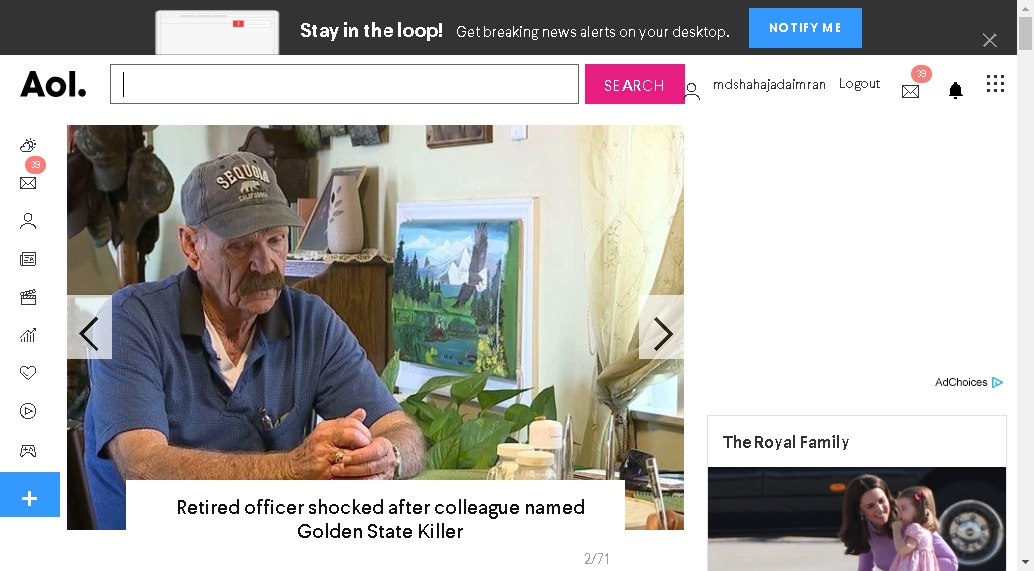 Stay in the loop! Get breaking news alerts on your desktop. NOTIFY ME
Aol. SEARCH mdshahajadaimran Logout 39
39
SEQUOIA
CALIFORNIA
AdChoices
The Royal Family
Retired officer shocked after colleague named
Golden State Killer
2/71